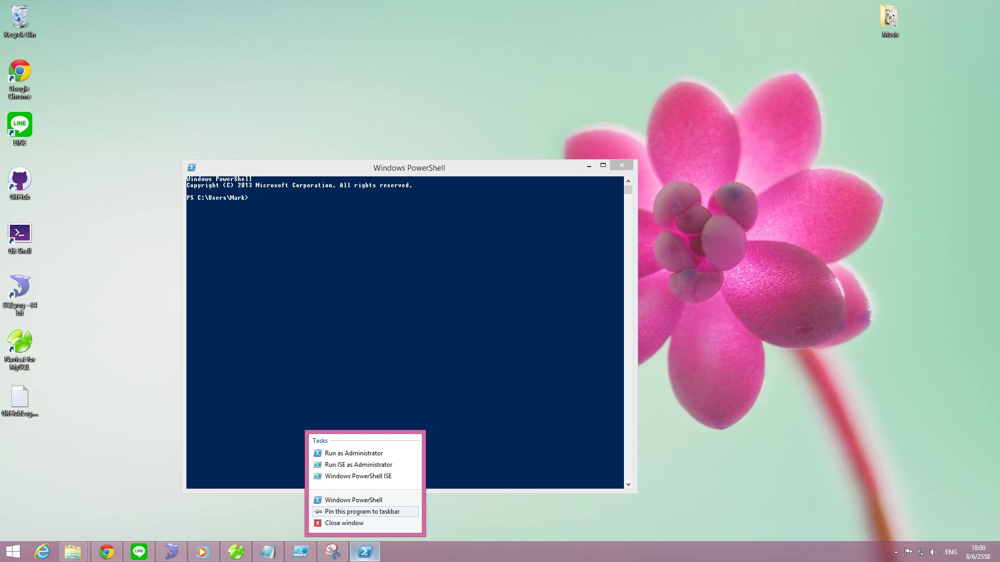 Recycle Bin
Music
Google
Chrome
LINE
LINE
GitHub
Git Shell
SQLyog - 64
bit
Navicat for
MySQL
GitHubLog....
Windows PowerShell
Windows PowerShell
Copyright (C) 2013 Microsoft Corporation. All rights reserved.
PS C:\Users\Mark>
Tasks
Run as Administrator
Run ISE as Administrator
Windows PowerShell ISE
Windows PowerShell
Pin this program to taskbar
Close window
LINE
ENG
18:00
8/6/2558